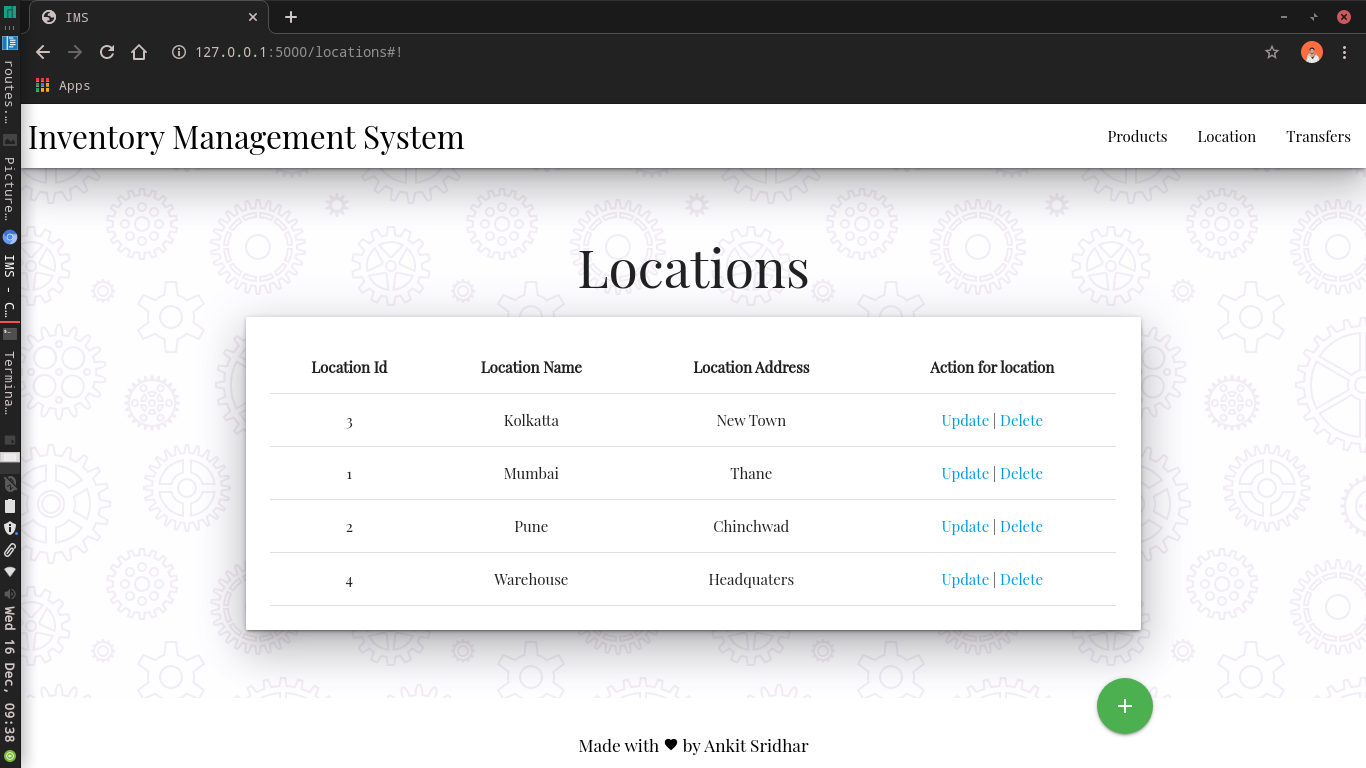 IMS
127.0.0.1:5000/locations#!
Apps
Inventory Management System
Products Location Transfers
Locations
Location Id Location Name Location Address Action for location
3 Kolkatta New Town Update | Delete
1 Mumbai Thane Update | Delete
2 Pune Chinchwad Update | Delete
4 Warehouse Headquaters Update | Delete
Made with ♥ by Ankit Sridhar
routes...
Picture...
IMS - C...
Termina...
Wed 16 Dec, 09:38